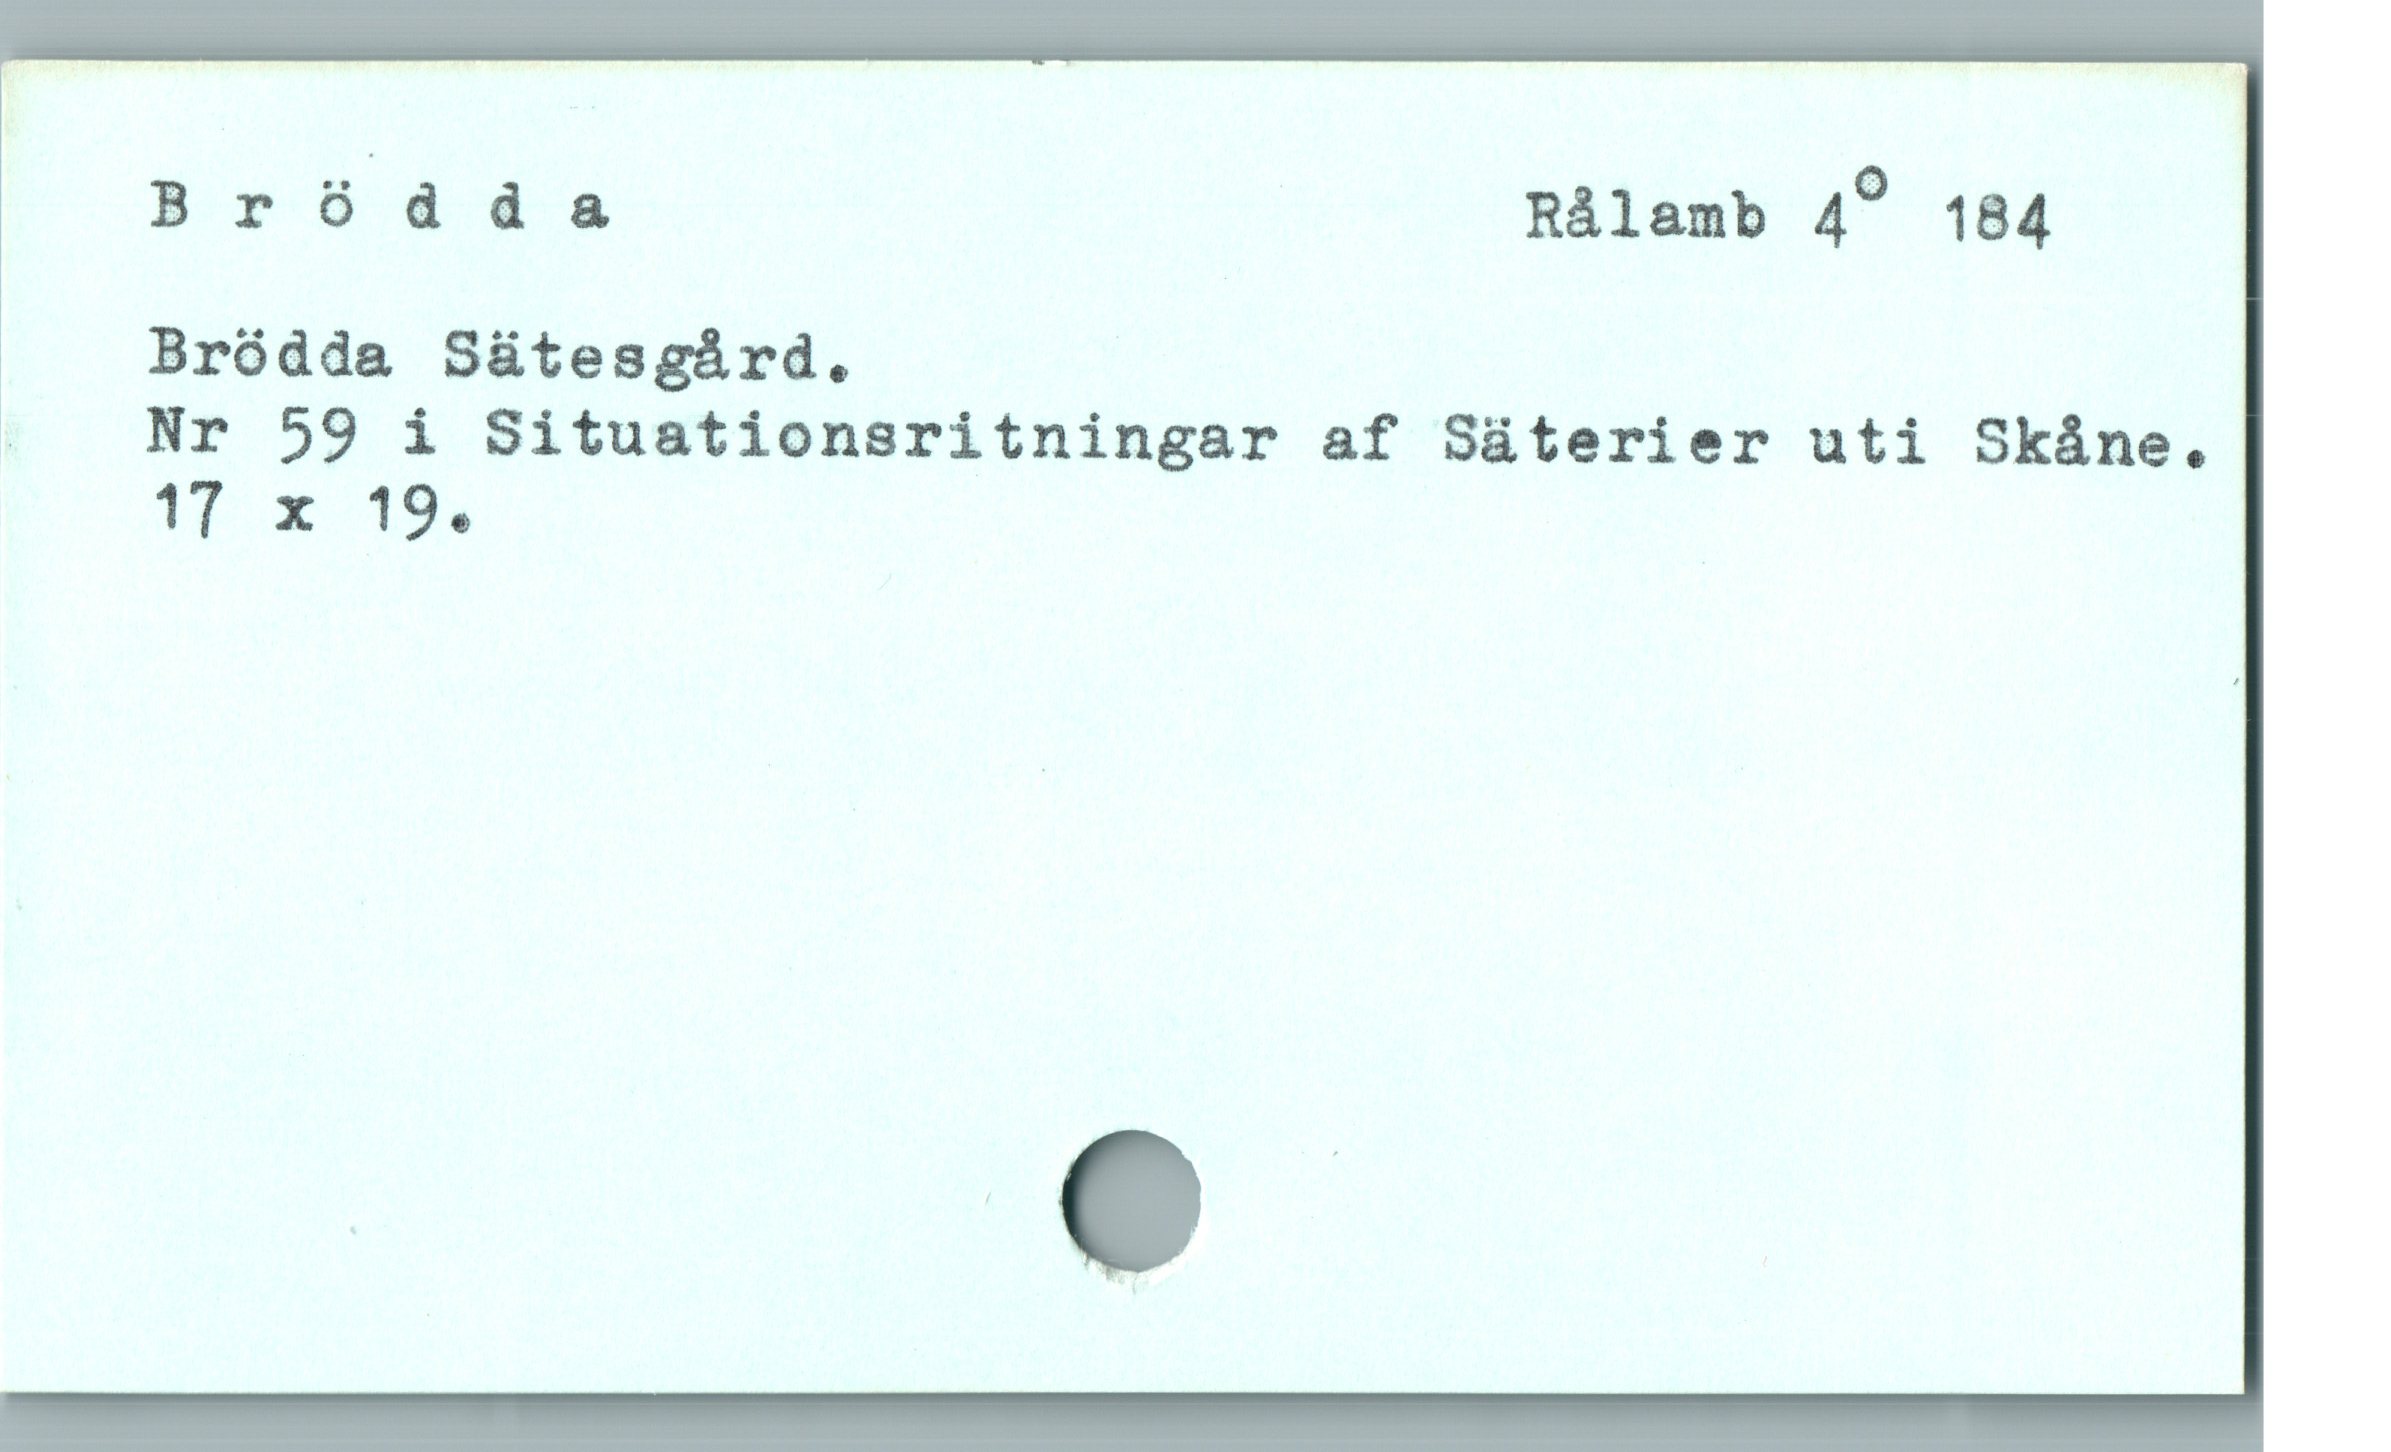 B r ö d d a Rålamb 4° 184
Brödda Sätesgård.
Nr 59 i Situationsritningar af Säterier uti Skåne.
17 x 19.